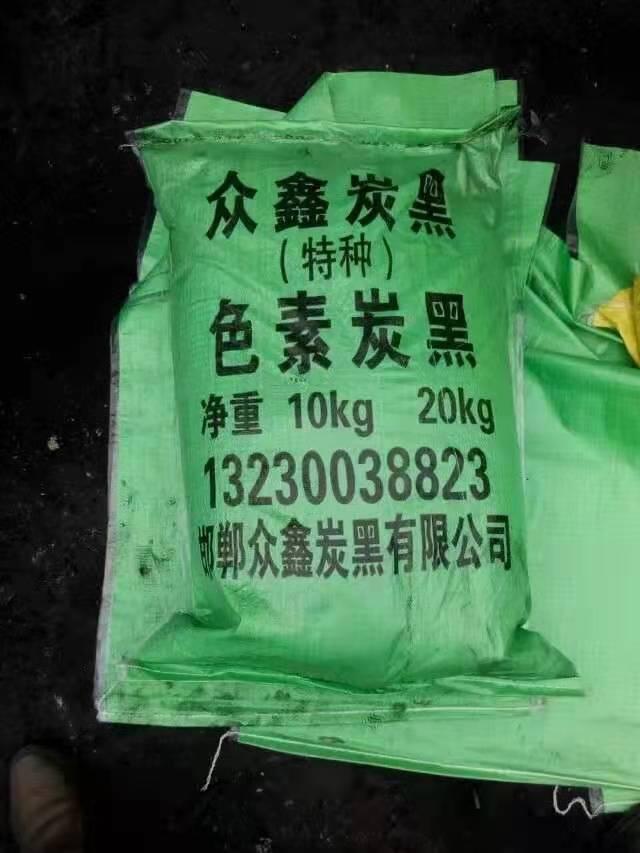 众鑫炭黑
(特种)
色素炭黑
净重 10kg 20kg
13230038823
邯郸众鑫炭黑有限公司